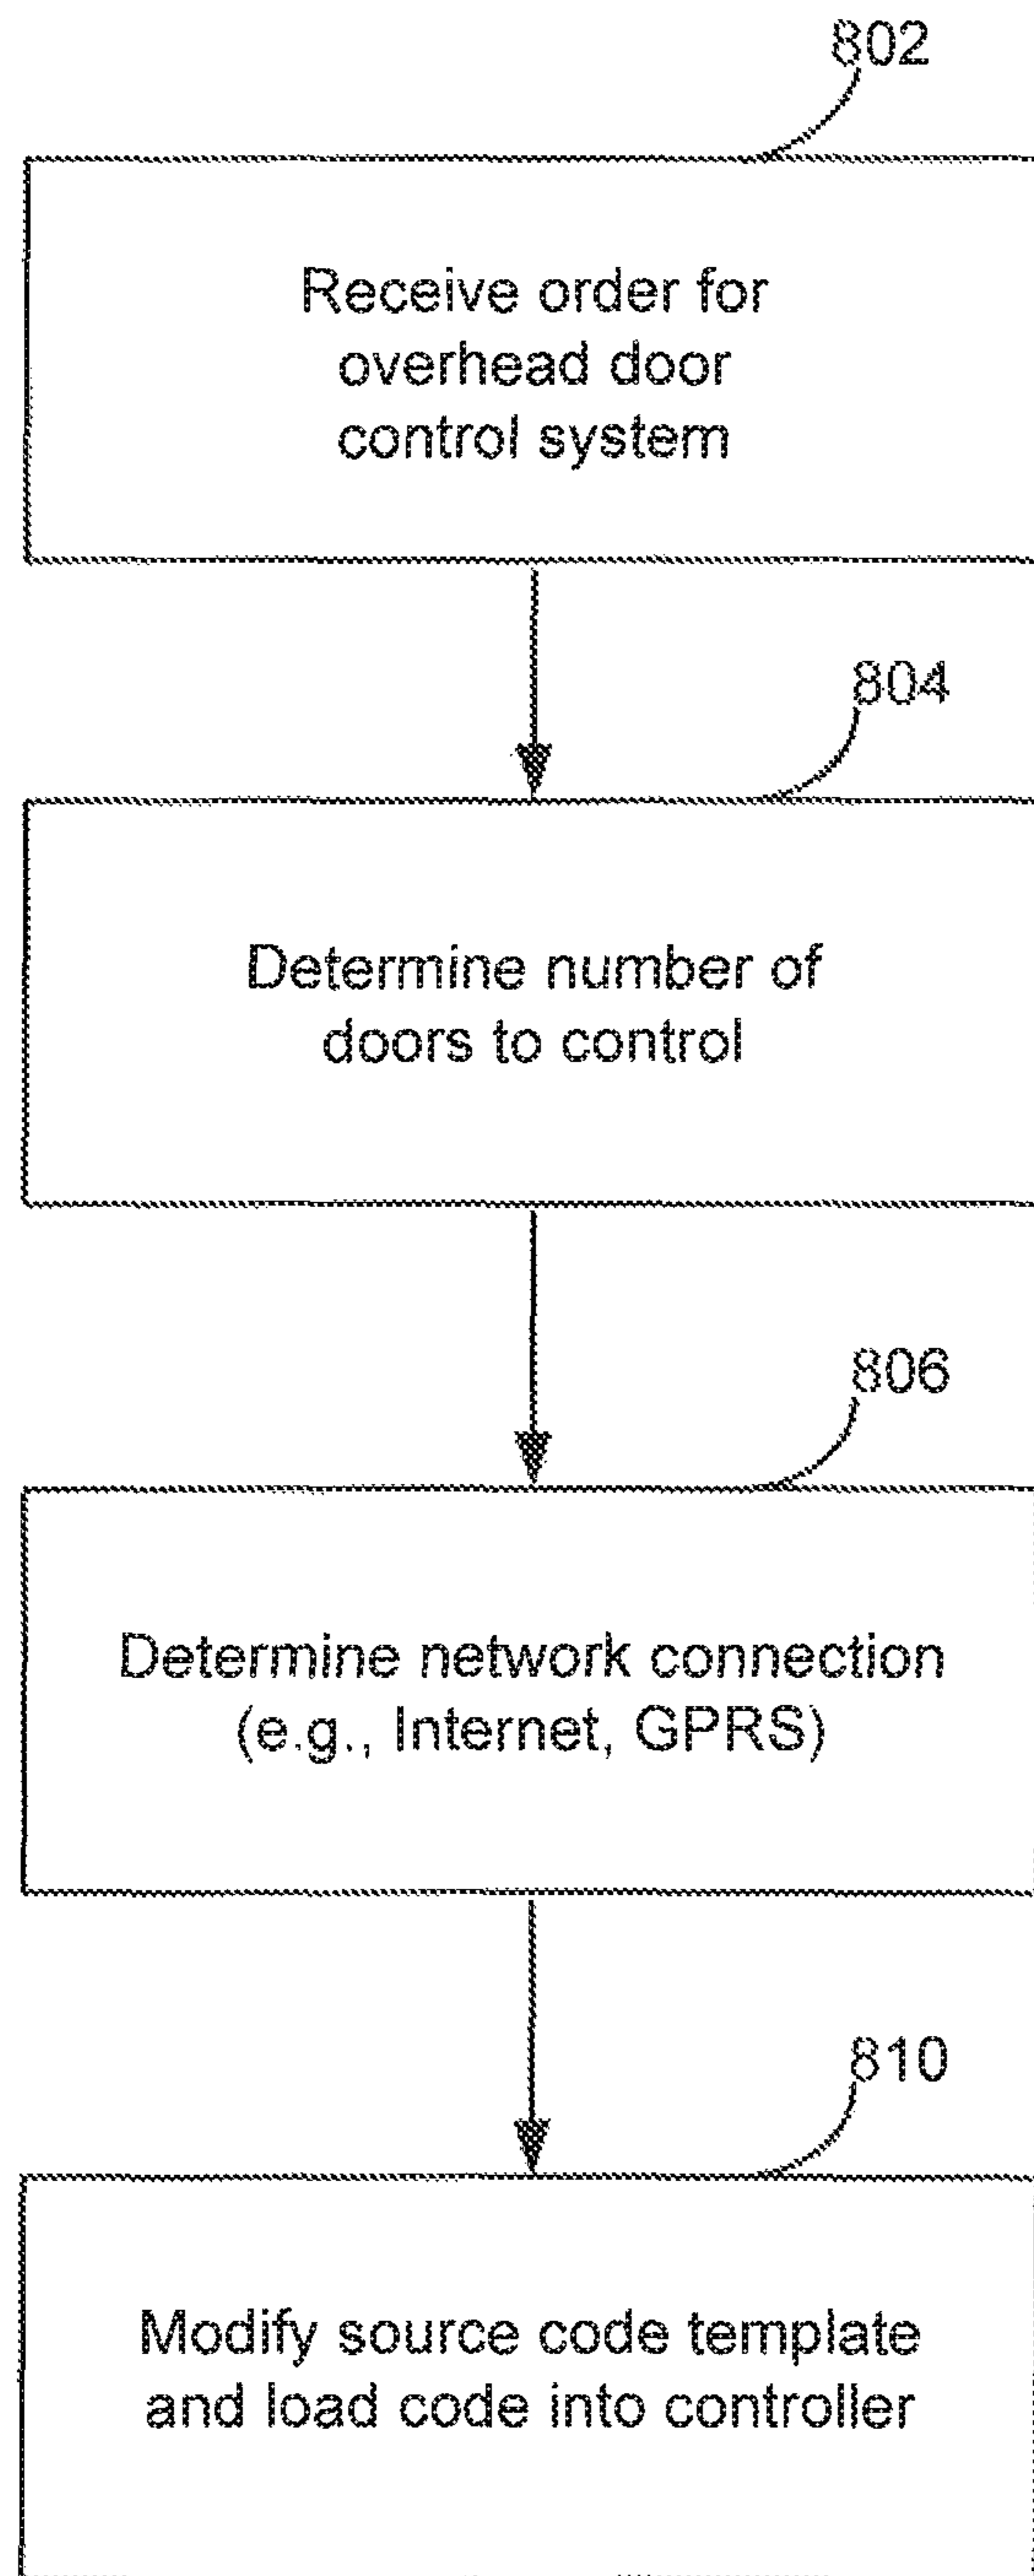 802
Receive order for
overhead door
control system
804
Determine number of
doors to control
806
Determine network connection
(e.g., Internet, GPRS)
810
Modify source code template
and load code into controller